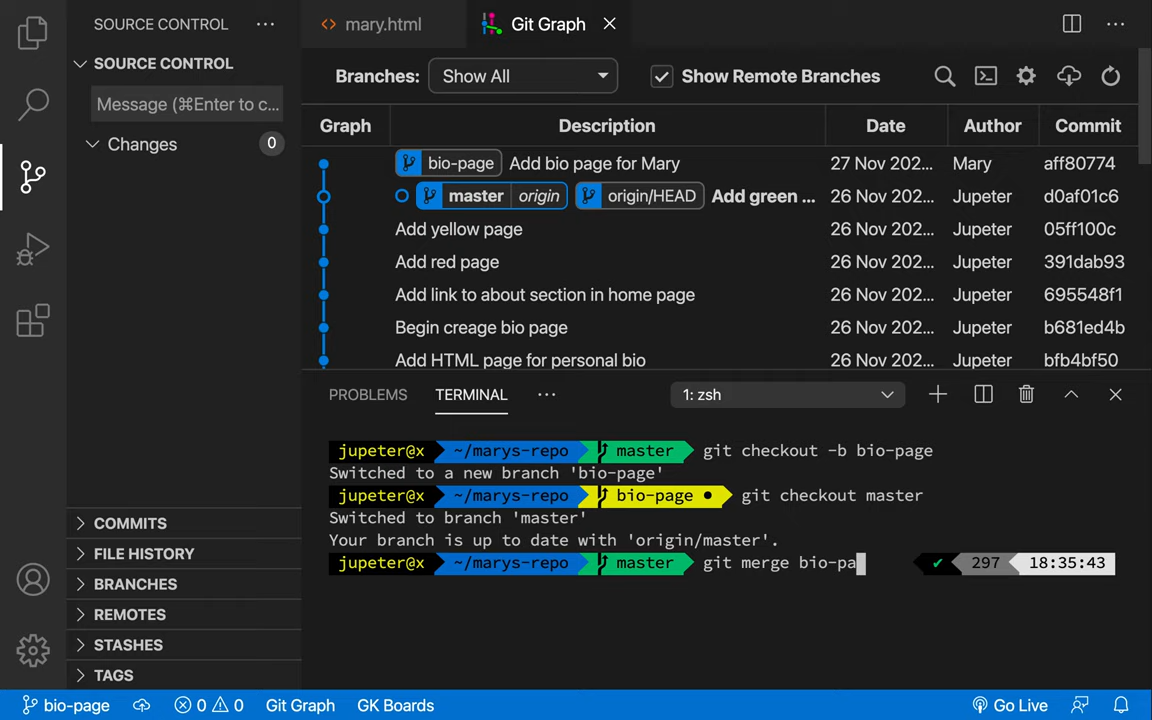 SOURCE CONTROL ···
mary.html
Git Graph
SOURCE CONTROL
Message (⌘Enter to c...
Changes 0
Branches: Show All
Show Remote Branches
Graph Description Date Author Commit
bio-page Add bio page for Mary 27 Nov 202... Mary aff80774
master origin origin/HEAD Add green ... 26 Nov 202... Jupeter d0af01c6
Add yellow page 26 Nov 202... Jupeter 05ff100c
Add red page 26 Nov 202... Jupeter 391dab93
Add link to about section in home page 26 Nov 202... Jupeter 695548f1
Begin creage bio page 26 Nov 202... Jupeter b681ed4b
Add HTML page for personal bio 26 Nov 202... Jupeter bfb4bf50
PROBLEMS TERMINAL ··· 1: zsh
jupeter@x ~/marys-repo master git checkout -b bio-page
Switched to a new branch 'bio-page'
jupeter@x ~/marys-repo bio-page ● git checkout master
Switched to branch 'master'
Your branch is up to date with 'origin/master'.
jupeter@x ~/marys-repo master git merge bio-pa ✔ 297 18:35:43
COMMITS
FILE HISTORY
BRANCHES
REMOTES
STASHES
TAGS
bio-page 0 0 Git Graph GK Boards Go Live